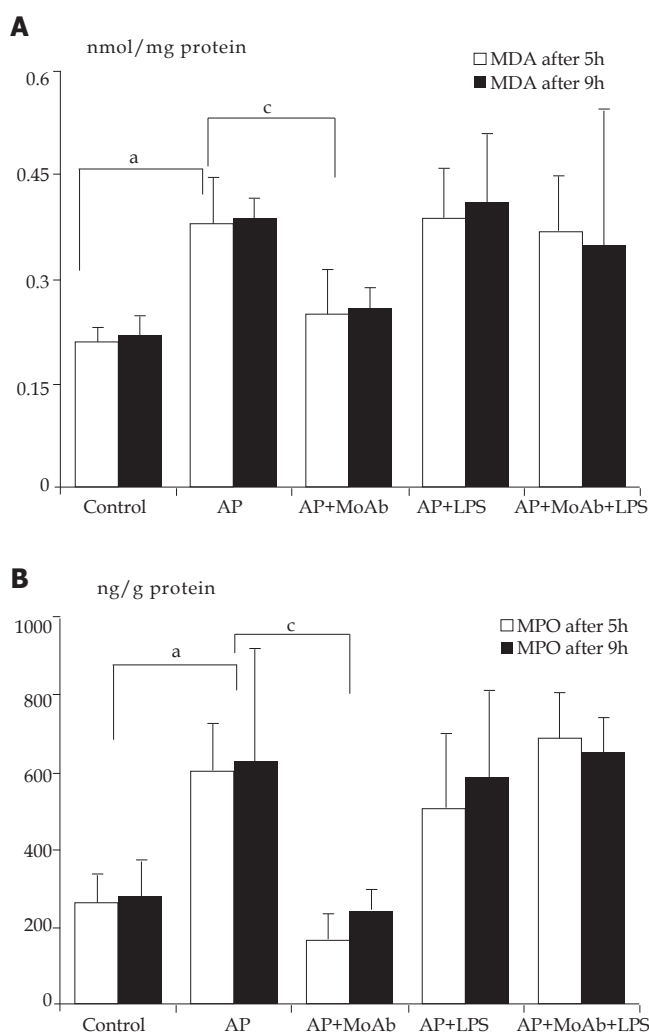 A
nmol/mg protein
MDA after 5h
MDA after 9h
0.6
c
a
0.45
0.3
0.15
0
Control AP AP+MoAb AP+LPS AP+MoAb+LPS
B
ng/g protein
1000
MPO after 5h
MPO after 9h
c
a
800
600
400
200
0
Control AP AP+MoAb AP+LPS AP+MoAb+LPS